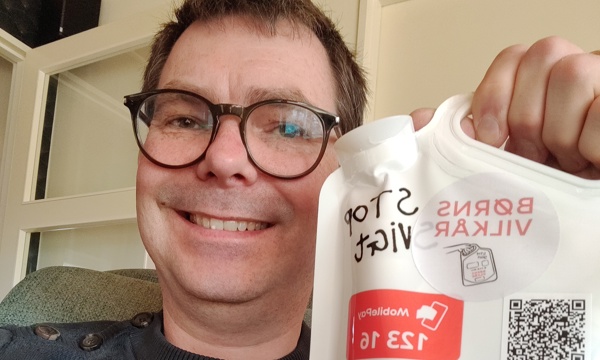 STOP
SViGt
BØRNS
VILKÅR
MobilePay
123 16